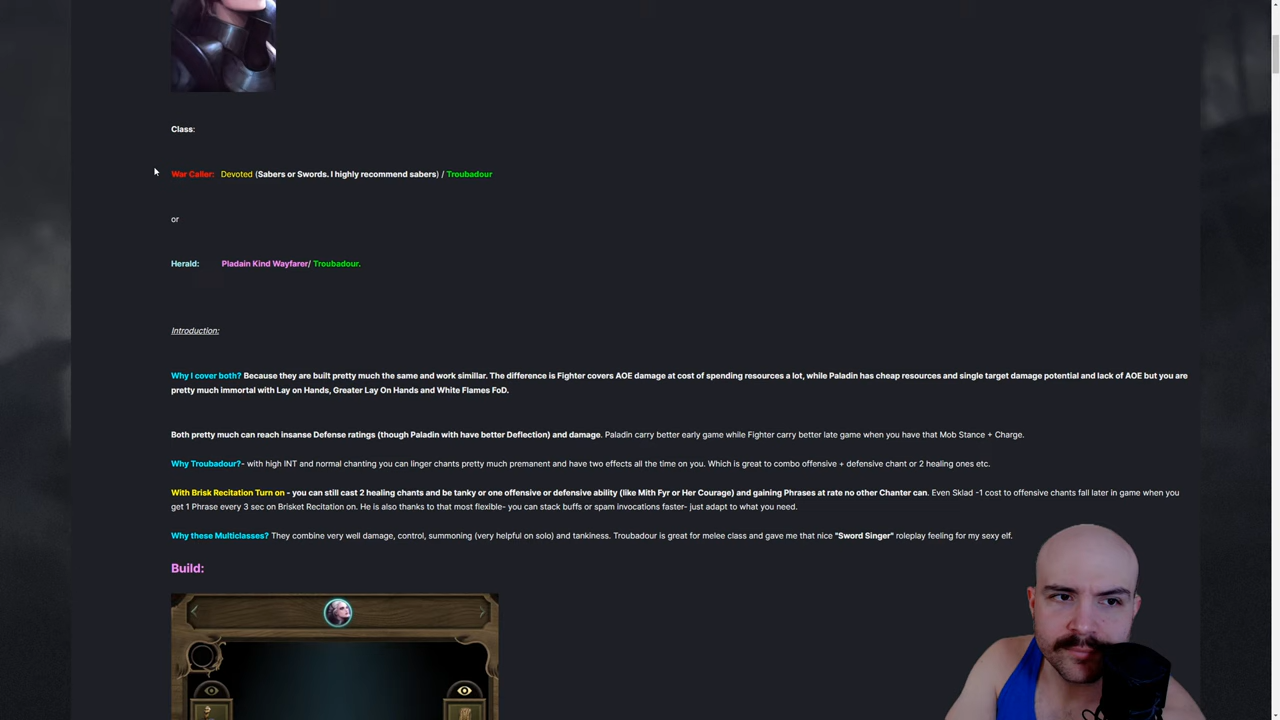 Class:
War Caller: Devoted (Sabers or Swords. I highly recommend sabers) / Troubadour
or
Herald: Pladain Kind Wayfarer/ Troubadour.
Introduction:
Why I cover both? Because they are built pretty much the same and work simillar. The difference is Fighter covers AOE damage at cost of spending resources a lot, while Paladin has cheap resources and single target damage potential and lack of AOE but you are
pretty much immortal with Lay on Hands, Greater Lay On Hands and White Flames FoD.
Both pretty much can reach insanse Defense ratings (though Paladin with have better Deflection) and damage. Paladin carry better early game while Fighter carry better late game when you have that Mob Stance + Charge.
Why Troubadour?- with high INT and normal chanting you can linger chants pretty much premanent and have two effects all the time on you. Which is great to combo offensive + defensive chant or 2 healing ones etc.
With Brisk Recitation Turn on - you can still cast 2 healing chants and be tanky or one offensive or defensive ability (like Mith Fyr or Her Courage) and gaining Phrases at rate no other Chanter can. Even Sklad -1 cost to offensive chants fall later in game when you
get 1 Phrase every 3 sec on Brisket Recitation on. He is also thanks to that most flexible- you can stack buffs or spam invocations faster- just adapt to what you need.
Why these Multiclasses? They combine very well damage, control, summoning (very helpful on solo) and tankiness. Troubadour is great for melee class and gave me that nice "Sword Singer" roleplay feeling for my sexy elf.
Build: